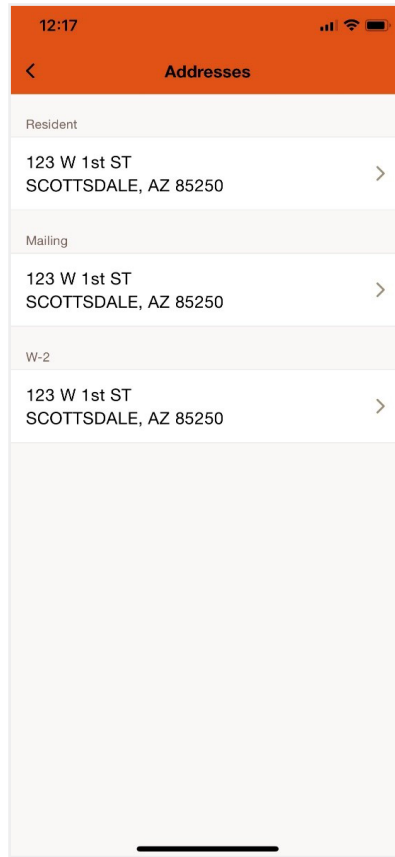 12:17
Addresses
Resident
123 W 1st ST
SCOTTSDALE, AZ 85250
Mailing
123 W 1st ST
SCOTTSDALE, AZ 85250
W-2
123 W 1st ST
SCOTTSDALE, AZ 85250